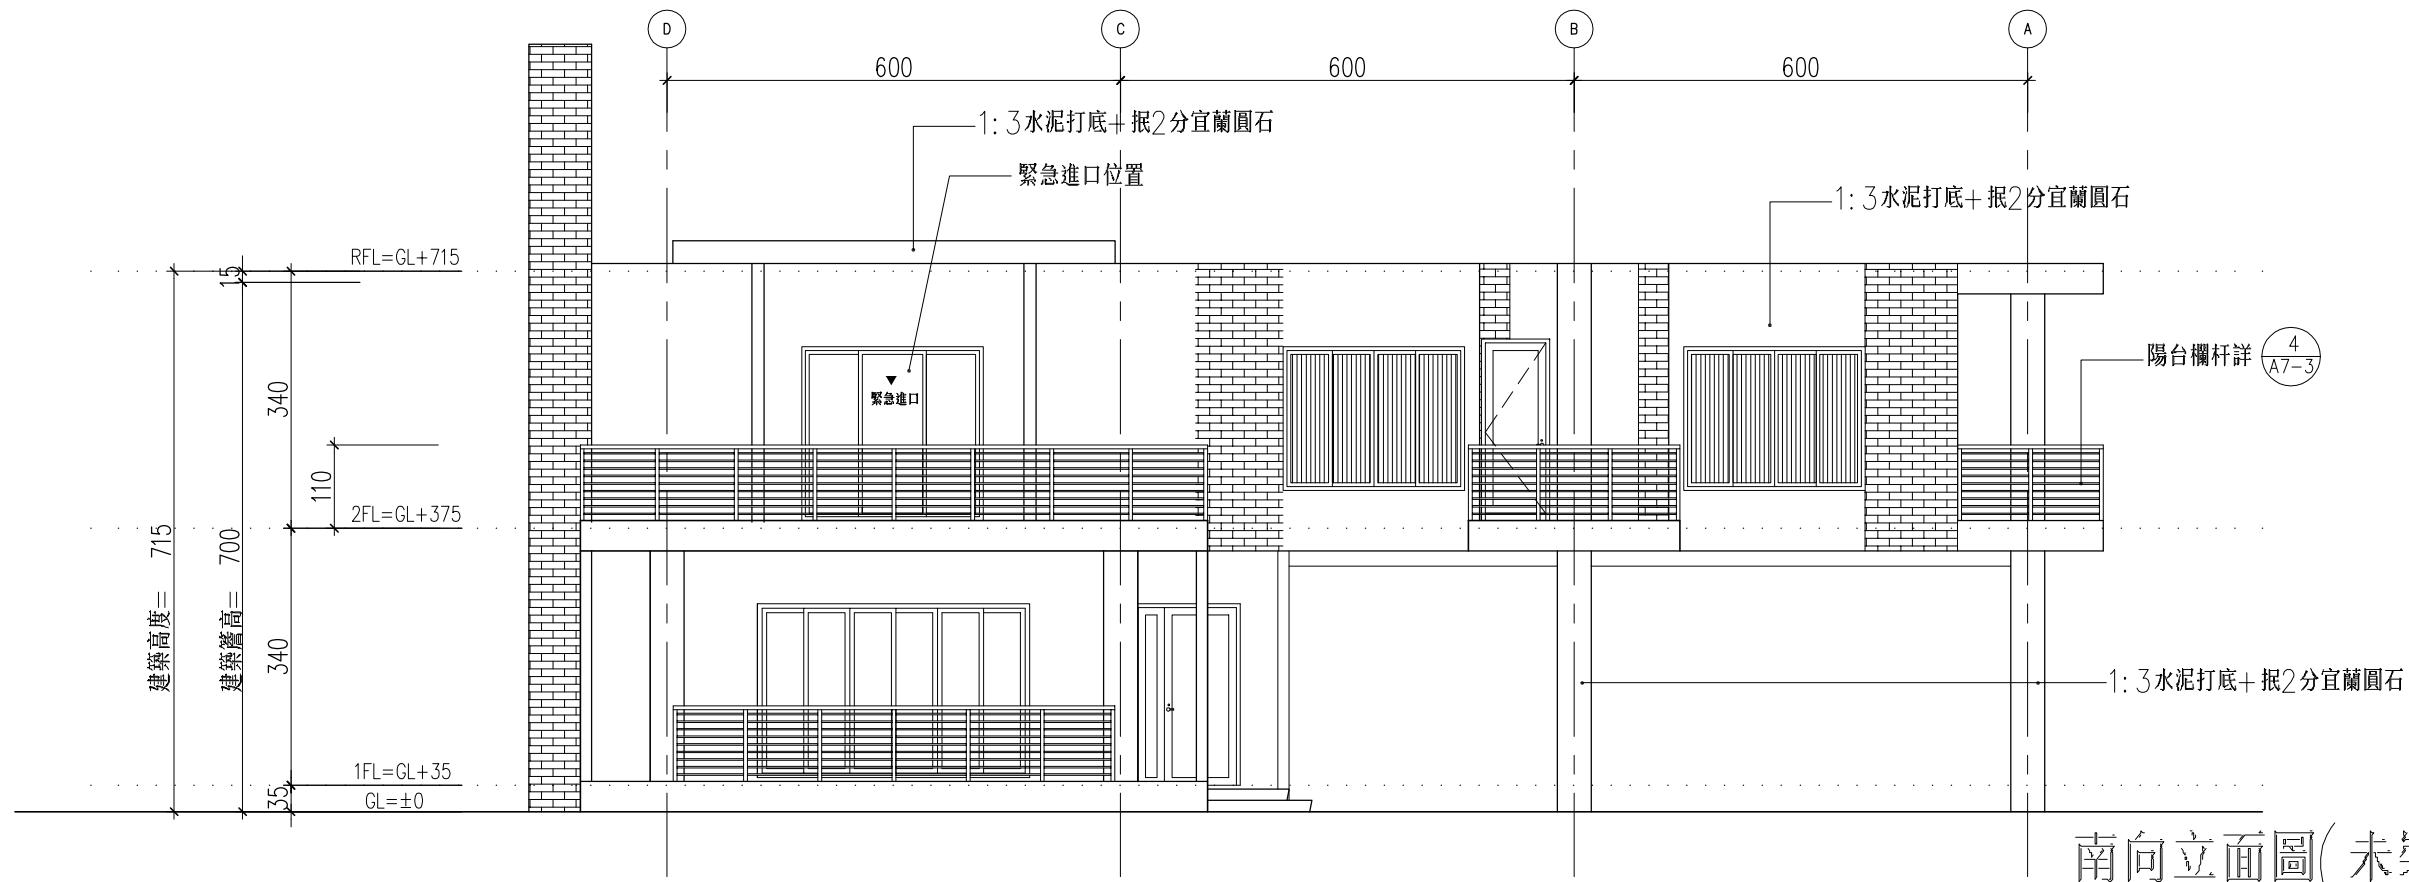 D
C
B
A
600
600
600
1:3水泥打底+抿2分宜蘭圓石
緊急進口位置
1:3水泥打底+抿2分宜蘭圓石
RFL=GL+715
15
340
陽台欄杆詳
4
A7-3
緊急進口
110
2FL=GL+375
建築高度= 715
建築簷高= 700
340
1:3水泥打底+抿2分宜蘭圓石
1FL=GL+35
35
GL=±0
南向立面圖(未